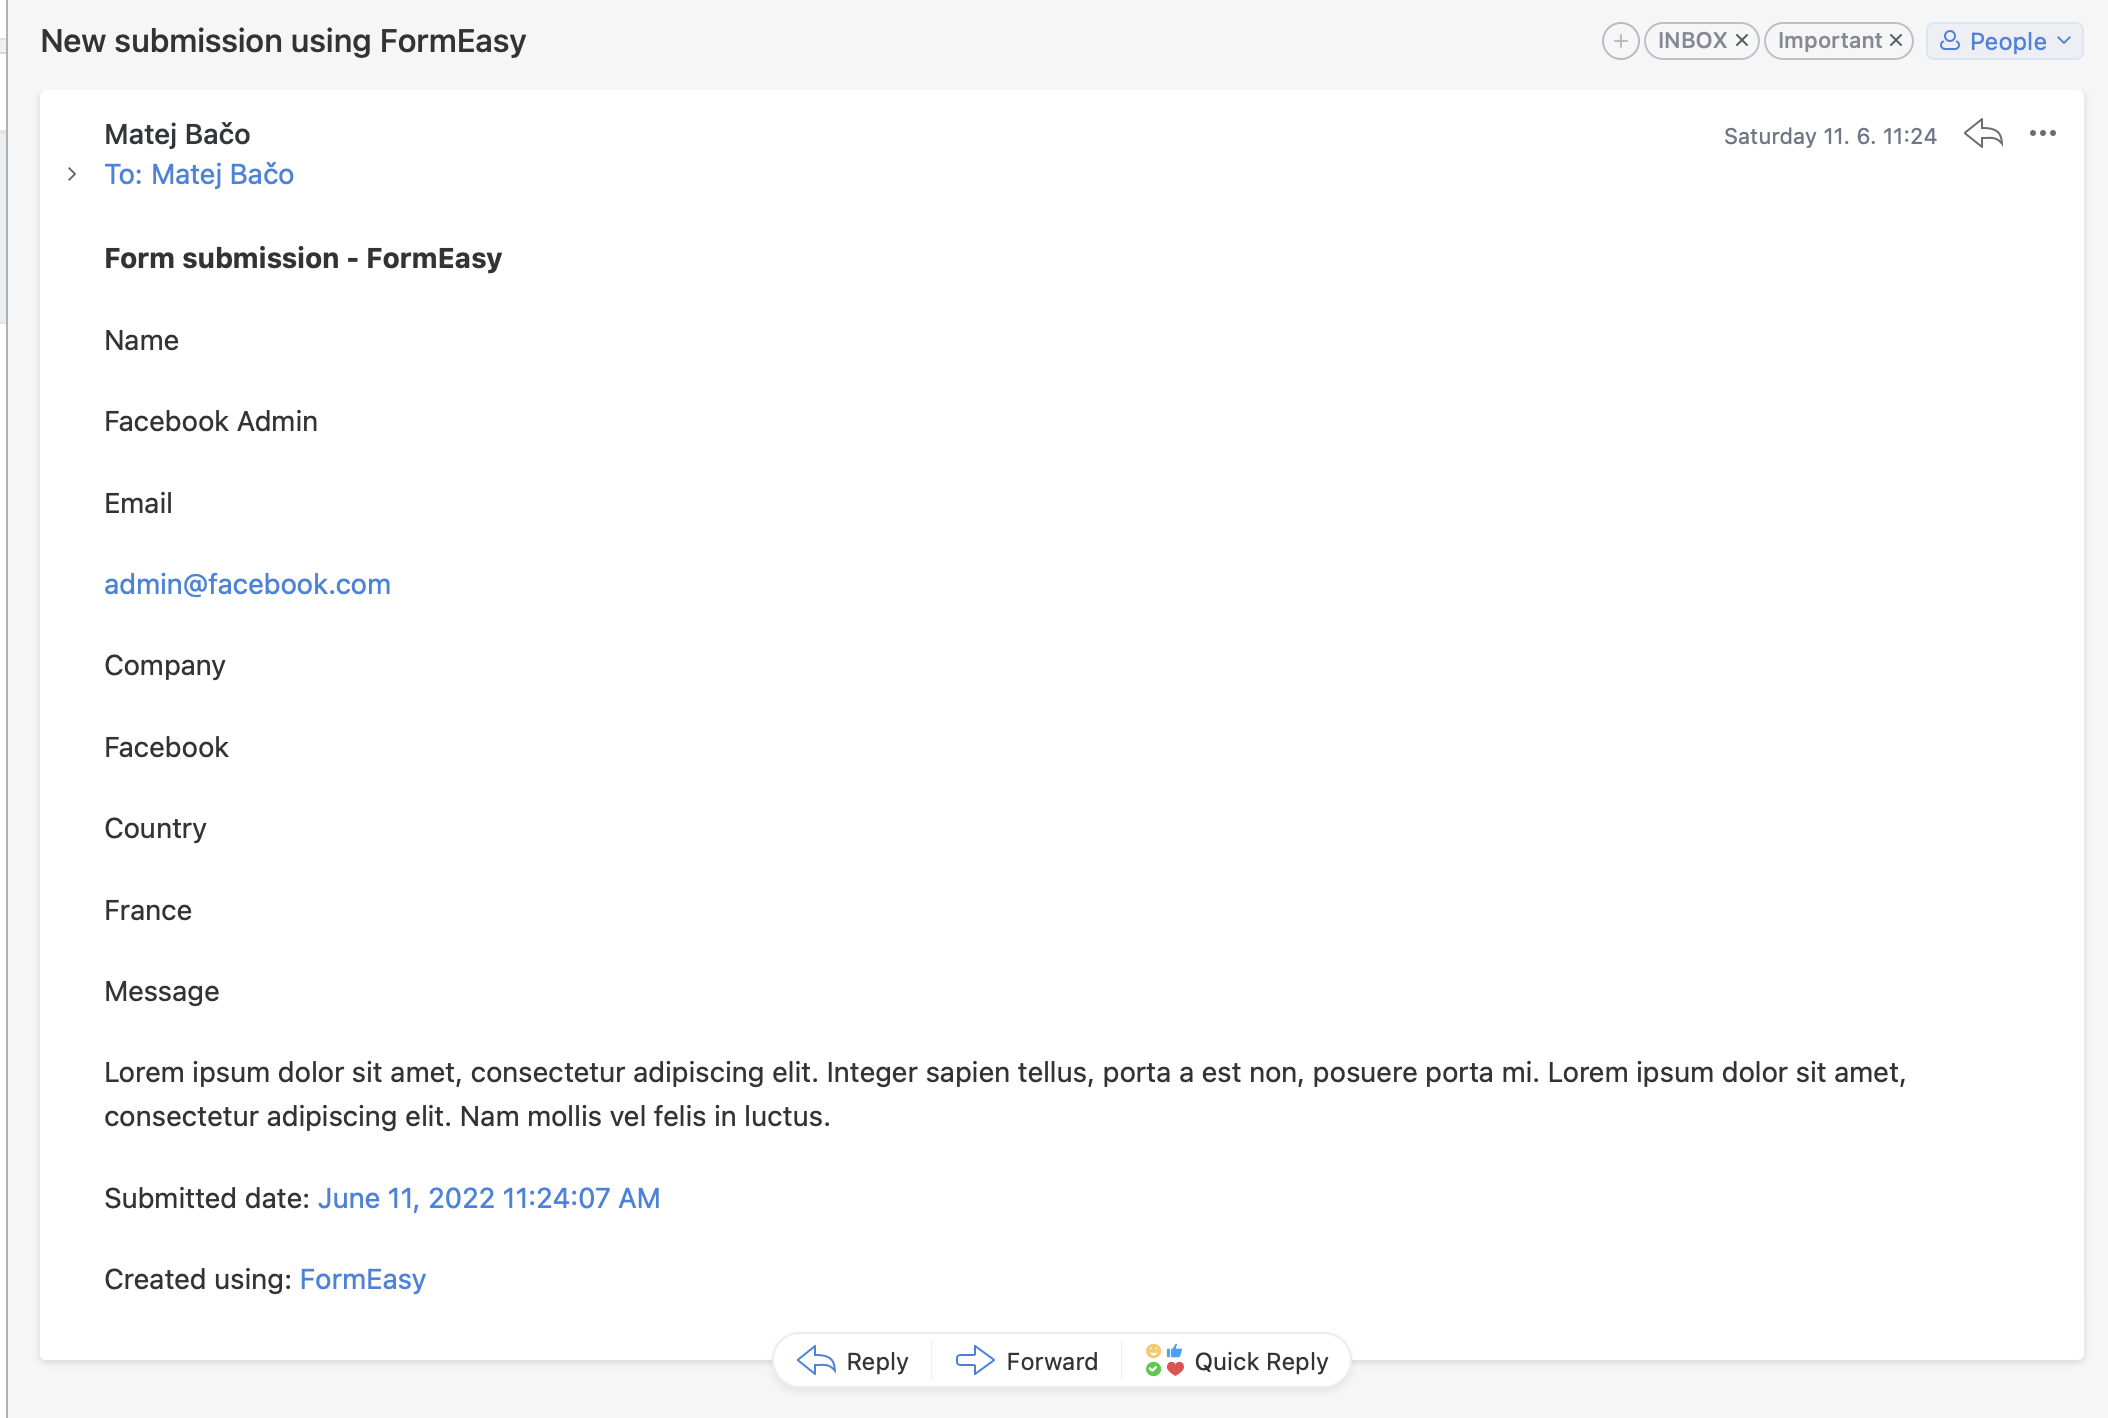 New submission using FormEasy
INBOX
Important
People
Matej Bačo
Saturday 11. 6. 11:24
To: Matej Bačo
Form submission - FormEasy
Name
Facebook Admin
Email
admin@facebook.com
Company
Facebook
Country
France
Message
Lorem ipsum dolor sit amet, consectetur adipiscing elit. Integer sapien tellus, porta a est non, posuere porta mi. Lorem ipsum dolor sit amet,
consectetur adipiscing elit. Nam mollis vel felis in luctus.
Submitted date: June 11, 2022 11:24:07 AM
Created using: FormEasy
Reply
Forward
Quick Reply